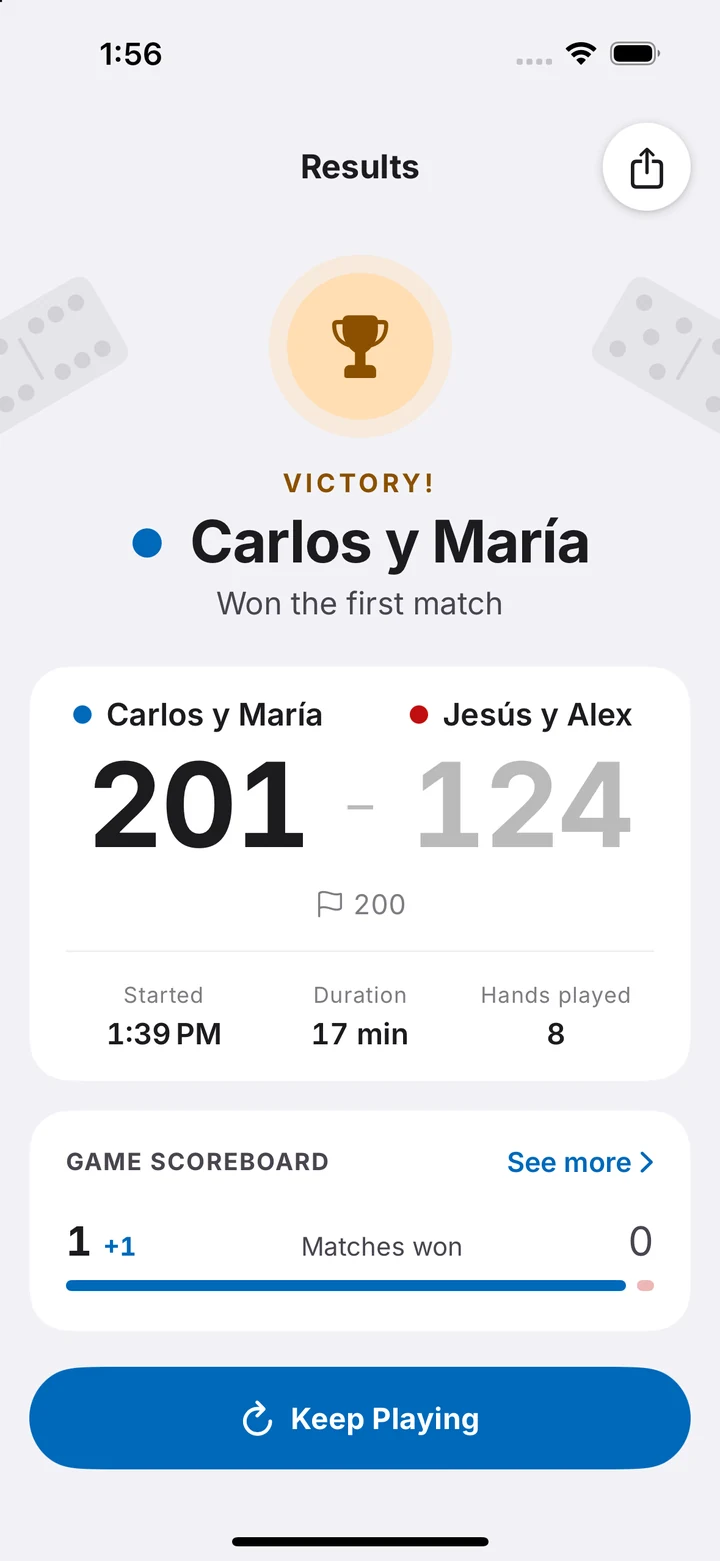 1:56
Results
VICTORY!
Carlos y María
Won the first match
Carlos y María
Jesús y Alex
201 – 124
200
Started
Duration
Hands played
1:39 PM
17 min
8
GAME SCOREBOARD
See more
1 +1
Matches won
0
Keep Playing